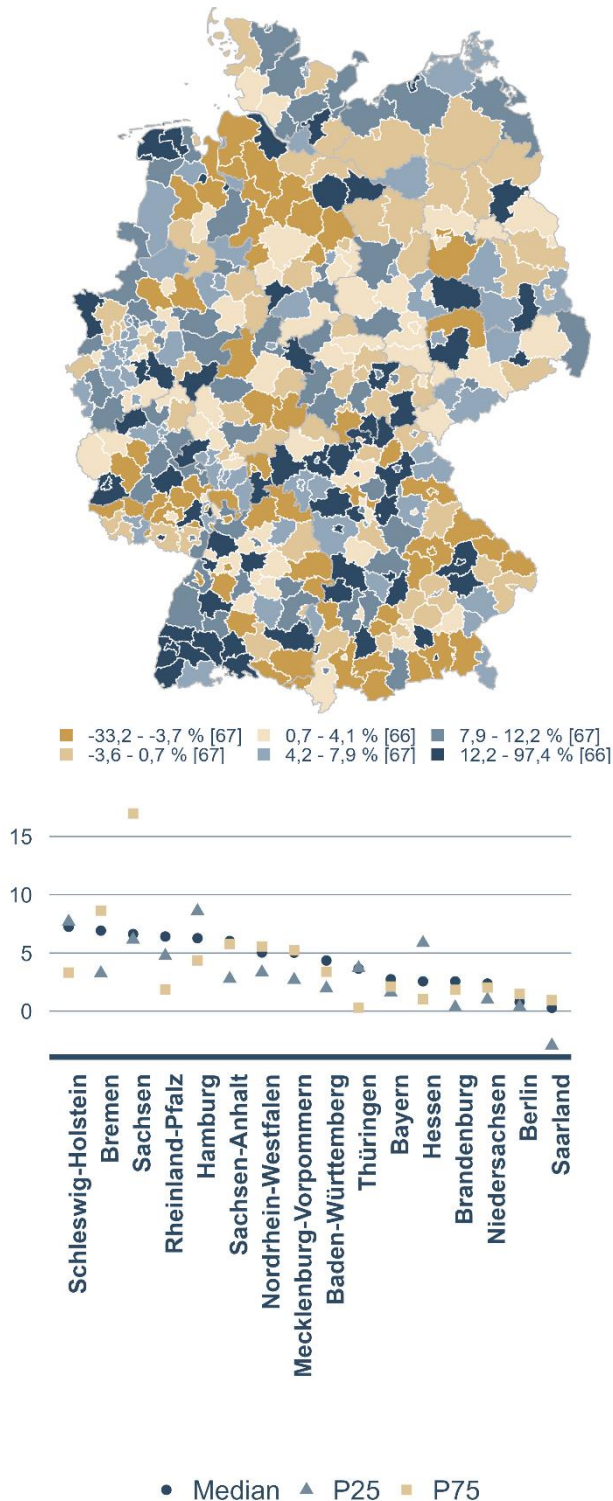 -33,2 - -3,7 % [67] 0,7 - 4,1 % [66] 7,9 - 12,2 % [67]
-3,6 - 0,7 % [67] 4,2 - 7,9 % [67] 12,2 - 97,4 % [66]
15
10
5
0
Schleswig-Holstein
Bremen
Sachsen
Rheinland-Pfalz
Hamburg
Sachsen-Anhalt
Nordrhein-Westfalen
Mecklenburg-Vorpommern
Baden-Württemberg
Thüringen
Bayern
Hessen
Brandenburg
Niedersachsen
Berlin
Saarland
Median P25 P75